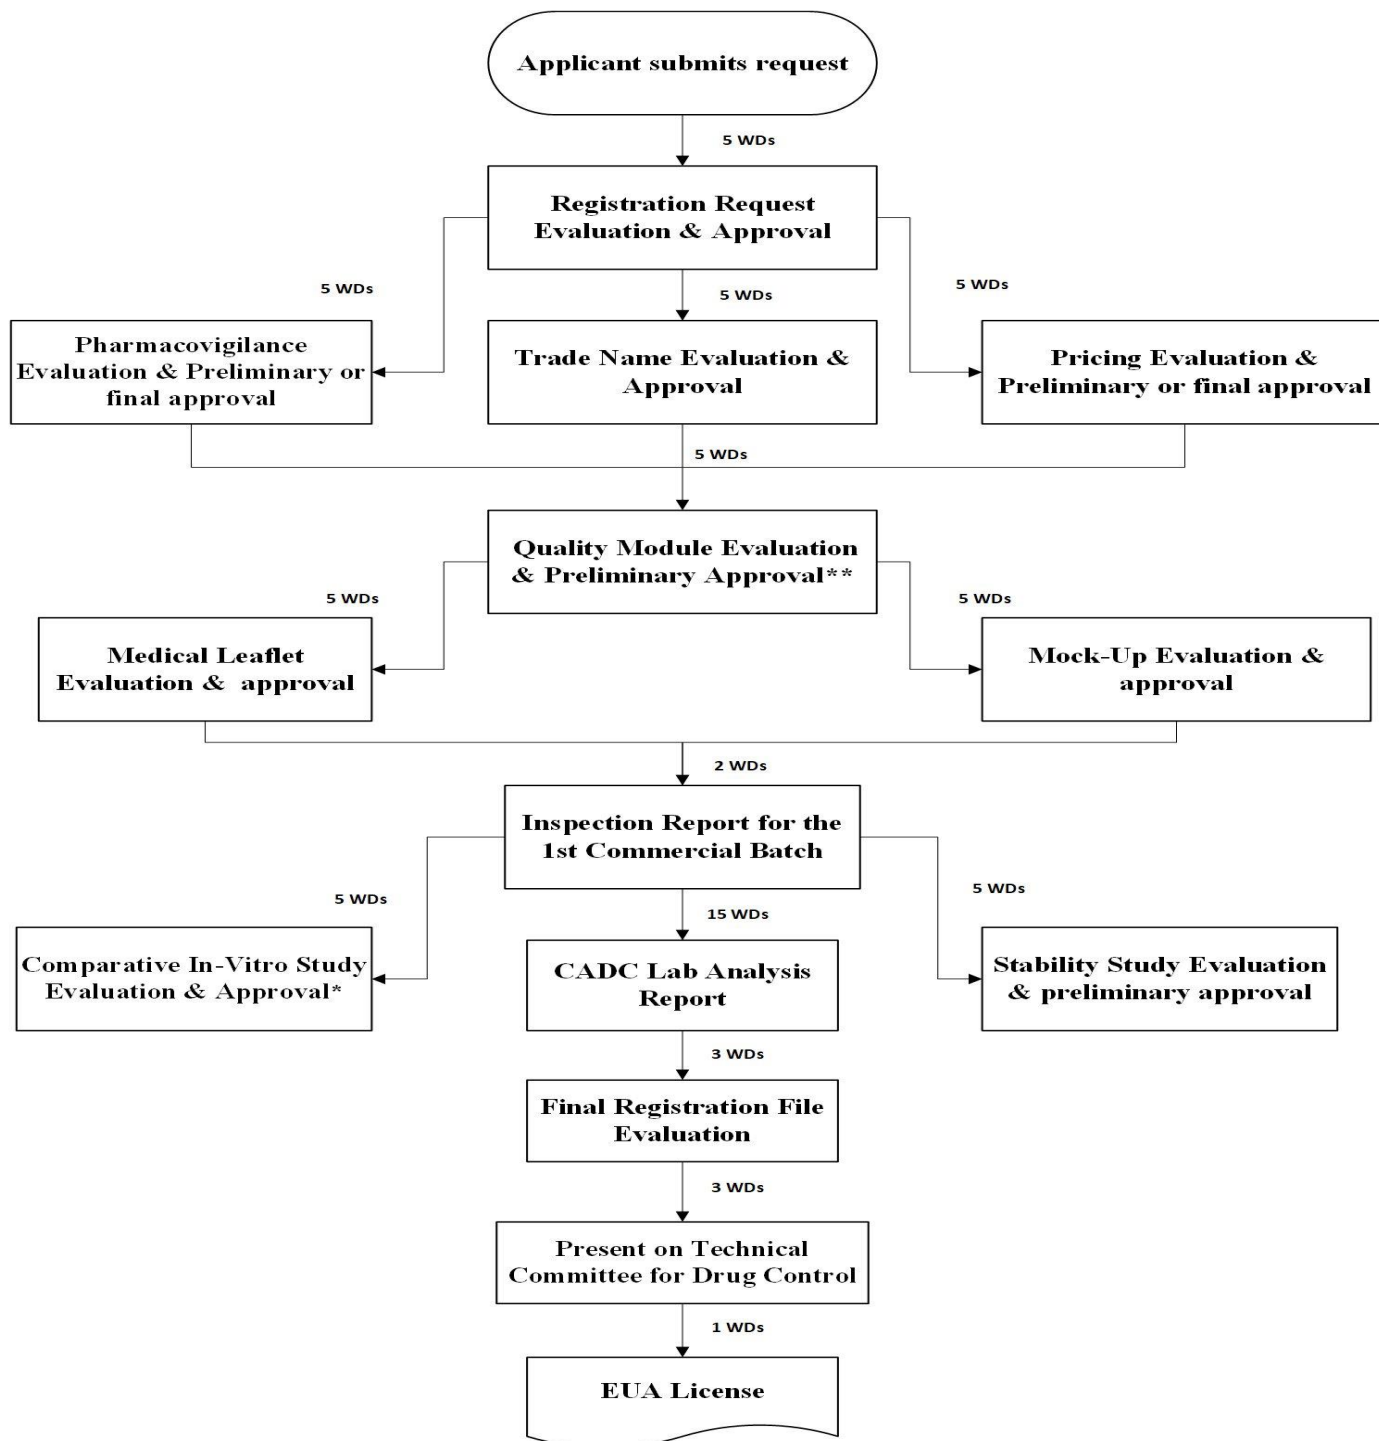 Applicant submits request
5 WDs
Registration Request
Evaluation & Approval
5 WDs
5 WDs
5 WDs
Pharmacovigilance
Evaluation & Preliminary or
final approval
Trade Name Evaluation &
Approval
Pricing Evaluation &
Preliminary or final approval
5 WDs
Quality Module Evaluation
& Preliminary Approval**
5 WDs
5 WDs
Medical Leaflet
Evaluation & approval
Mock-Up Evaluation &
approval
2 WDs
Inspection Report for the
1st Commercial Batch
5 WDs
15 WDs
5 WDs
Comparative In-Vitro Study
Evaluation & Approval*
CADC Lab Analysis
Report
Stability Study Evaluation
& preliminary approval
3 WDs
Final Registration File
Evaluation
3 WDs
Present on Technical
Committee for Drug Control
1 WDs
EUA License